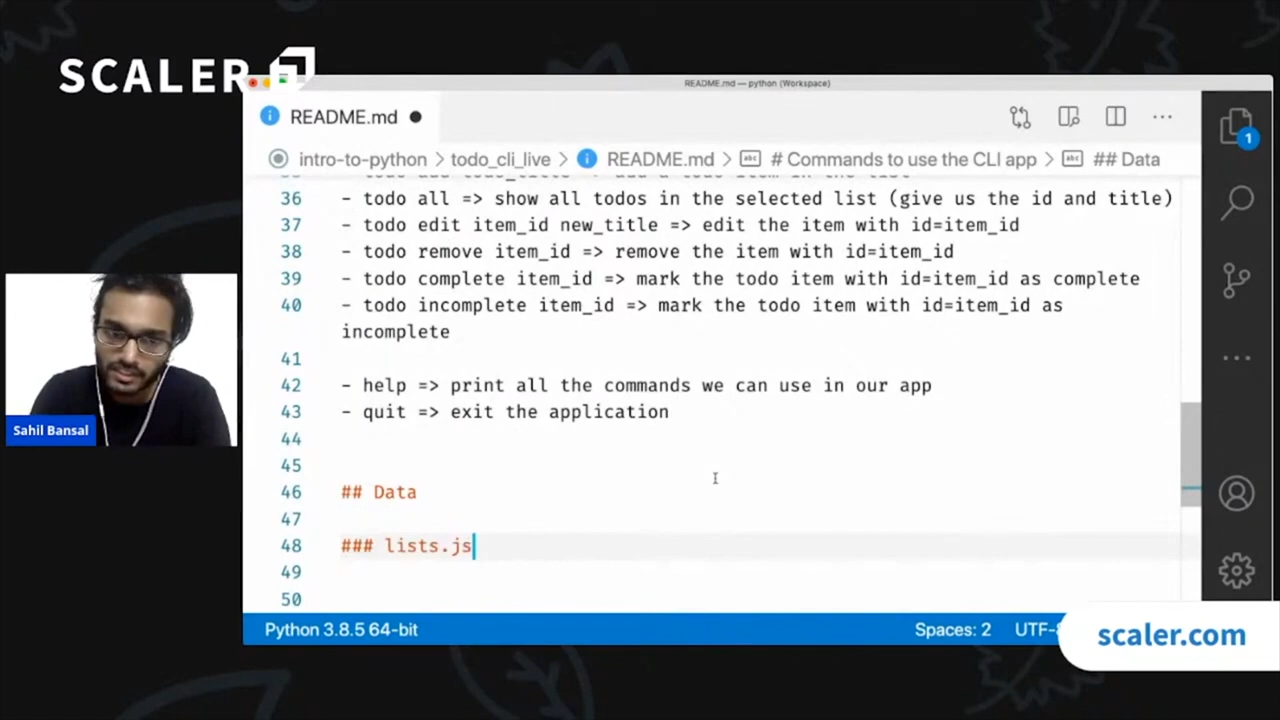 SCALER
README.md — python (Workspace)
README.md
intro-to-python > todo_cli_live > README.md > # Commands to use the CLI app > ## Data
1
36 - todo all => show all todos in the selected list (give us the id and title)
37 - todo edit item_id new_title => edit the item with id=item_id
38 - todo remove item_id => remove the item with id=item_id
39 - todo complete item_id => mark the todo item with id=item_id as complete
40 - todo incomplete item_id => mark the todo item with id=item_id as
incomplete
41
42 - help => print all the commands we can use in our app
43 - quit => exit the application
44
45
46 ## Data
47
48 ### lists.js
49
50
Sahil Bansal
Python 3.8.5 64-bit
Spaces: 2
UTF-8
scaler.com